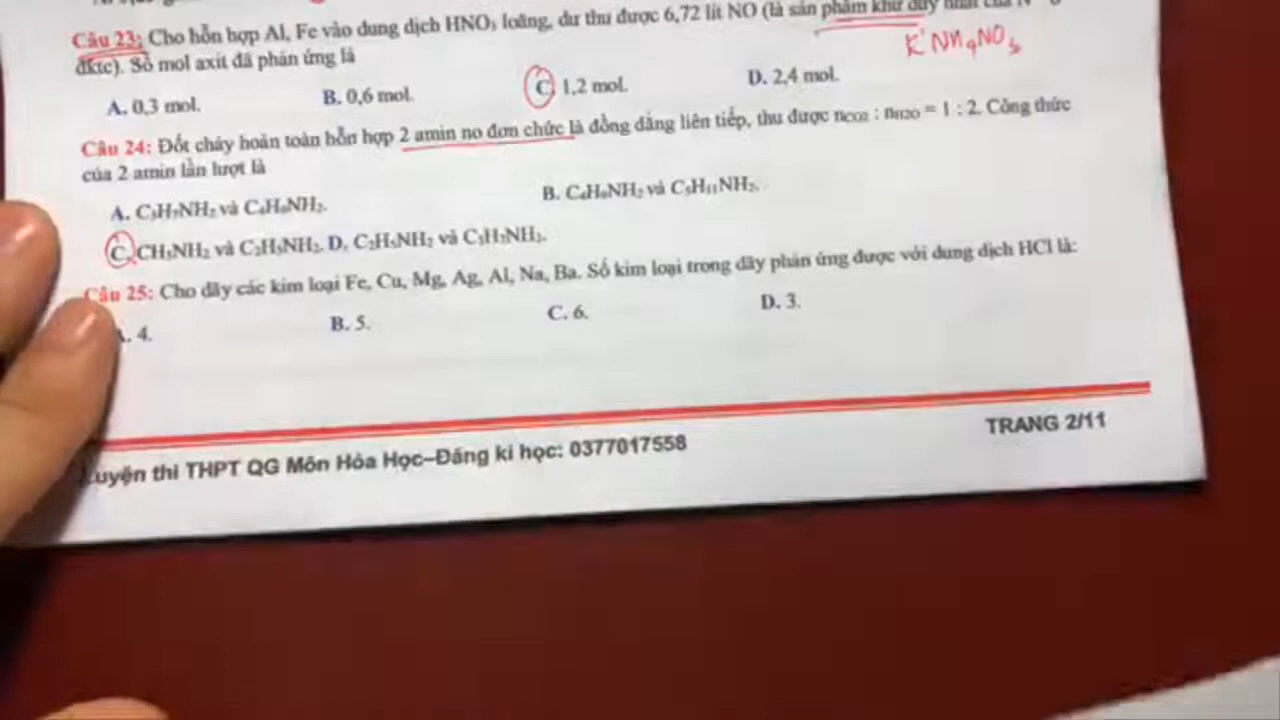 Câu 23: Cho hỗn hợp Al, Fe vào dung dịch HNO₃ loãng, dư thu được 6,72 lít NO (là sản phẩm khử duy nhất của
K' NH₄NO₃
đktc). Số mol axit đã phản ứng là
A. 0,3 mol. B. 0,6 mol. C. 1,2 mol. D. 2,4 mol.
Câu 24: Đốt cháy hoàn toàn hỗn hợp 2 amin no đơn chức là đồng đẳng liên tiếp, thu được nCO2 : nH2O = 1 : 2. Công thức
của 2 amin lần lượt là
A. C₃H₇NH₂ và C₄H₉NH₂. B. C₄H₉NH₂ và C₅H₁₁NH₂.
C. CH₃NH₂ và C₂H₅NH₂. D. C₂H₅NH₂ và C₃H₇NH₂.
Câu 25: Cho dãy các kim loại Fe, Cu, Mg, Ag, Al, Na, Ba. Số kim loại trong dãy phản ứng được với dung dịch HCl là:
A. 4. B. 5. C. 6. D. 3.
Luyện thi THPT QG Môn Hóa Học–Đăng kí học: 0377017558
TRANG 2/11